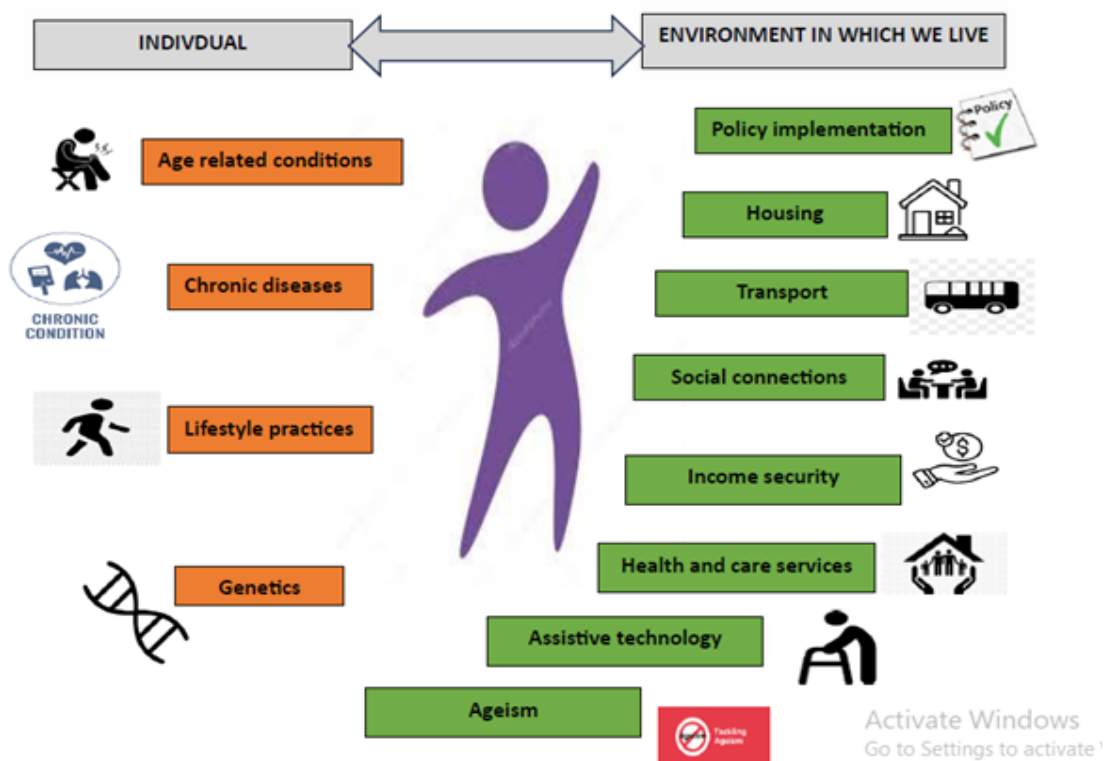 INDIVDUAL
ENVIRONMENT IN WHICH WE LIVE
Age related conditions
CHRONIC
CONDITION
Chronic diseases
Lifestyle practices
Genetics
Policy implementation
Policy
Housing
Transport
Social connections
Income security
$
Health and care services
Assistive technology
Ageism
Tackling
Ageism
Activate Windows
Go to Settings to activate